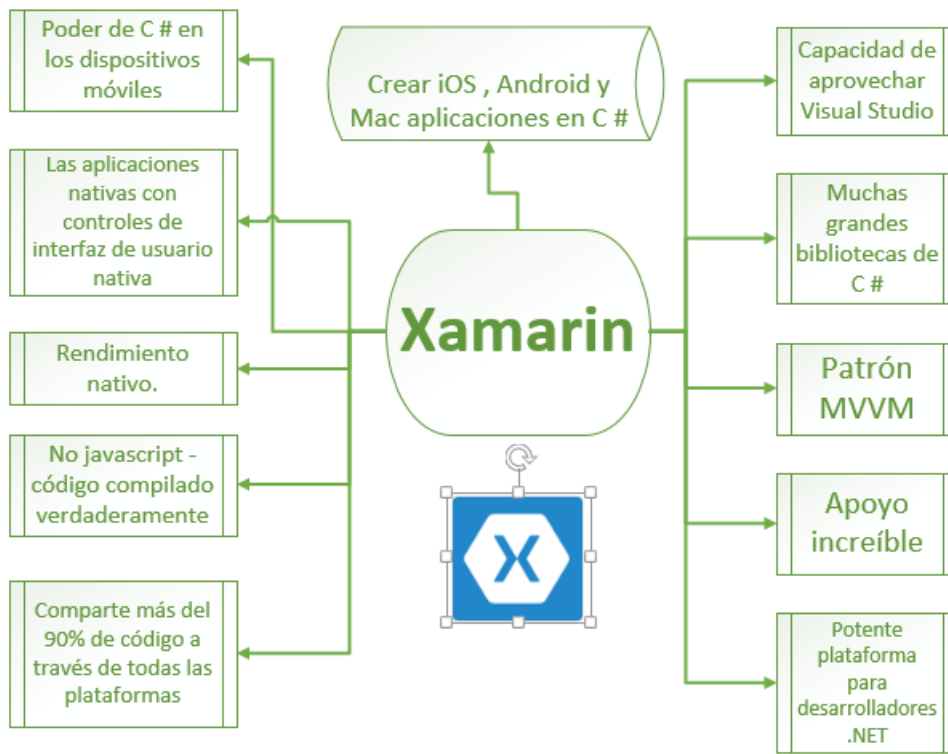 Poder de C # en
los dispositivos
móviles
Las aplicaciones
nativas con
controles de
interfaz de usuario
nativa
Rendimiento
nativo.
No javascript -
código compilado
verdaderamente
Comparte más del
90% de código a
través de todas las
plataformas
Crear iOS , Android y
Mac aplicaciones en C #
Xamarin
X
Capacidad de
aprovechar
Visual Studio
Muchas
grandes
bibliotecas de
C #
Patrón
MVVM
Apoyo
increíble
Potente
plataforma
para
desarrolladores
.NET